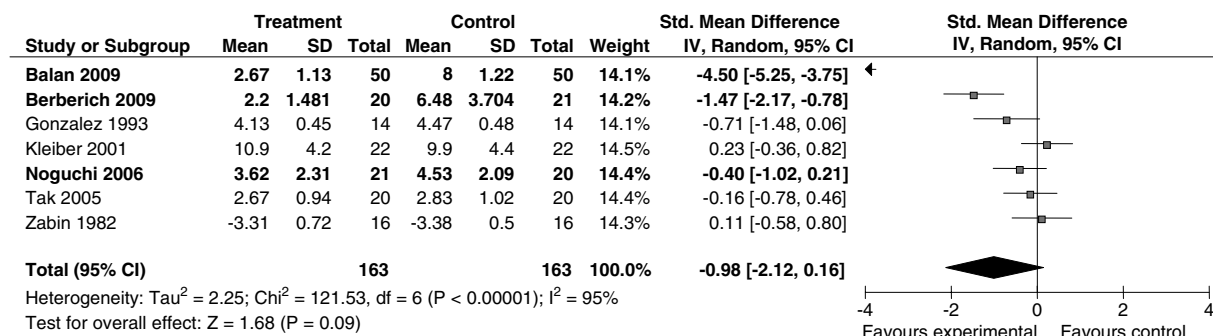 Treatment Control Std. Mean Difference Std. Mean Difference
Study or Subgroup Mean SD Total Mean SD Total Weight IV, Random, 95% CI IV, Random, 95% CI
Balan 2009 2.67 1.13 50 8 1.22 50 14.1% -4.50 [-5.25, -3.75]
Berberich 2009 2.2 1.481 20 6.48 3.704 21 14.2% -1.47 [-2.17, -0.78]
Gonzalez 1993 4.13 0.45 14 4.47 0.48 14 14.1% -0.71 [-1.48, 0.06]
Kleiber 2001 10.9 4.2 22 9.9 4.4 22 14.5% 0.23 [-0.36, 0.82]
Noguchi 2006 3.62 2.31 21 4.53 2.09 20 14.4% -0.40 [-1.02, 0.21]
Tak 2005 2.67 0.94 20 2.83 1.02 20 14.4% -0.16 [-0.78, 0.46]
Zabin 1982 -3.31 0.72 16 -3.38 0.5 16 14.3% 0.11 [-0.58, 0.80]
Total (95% CI) 163 163 100.0% -0.98 [-2.12, 0.16]
Heterogeneity: Tau² = 2.25; Chi² = 121.53, df = 6 (P < 0.00001); I² = 95%
Test for overall effect: Z = 1.68 (P = 0.09)
-4 -2 0 2 4
Favours experimental Favours control